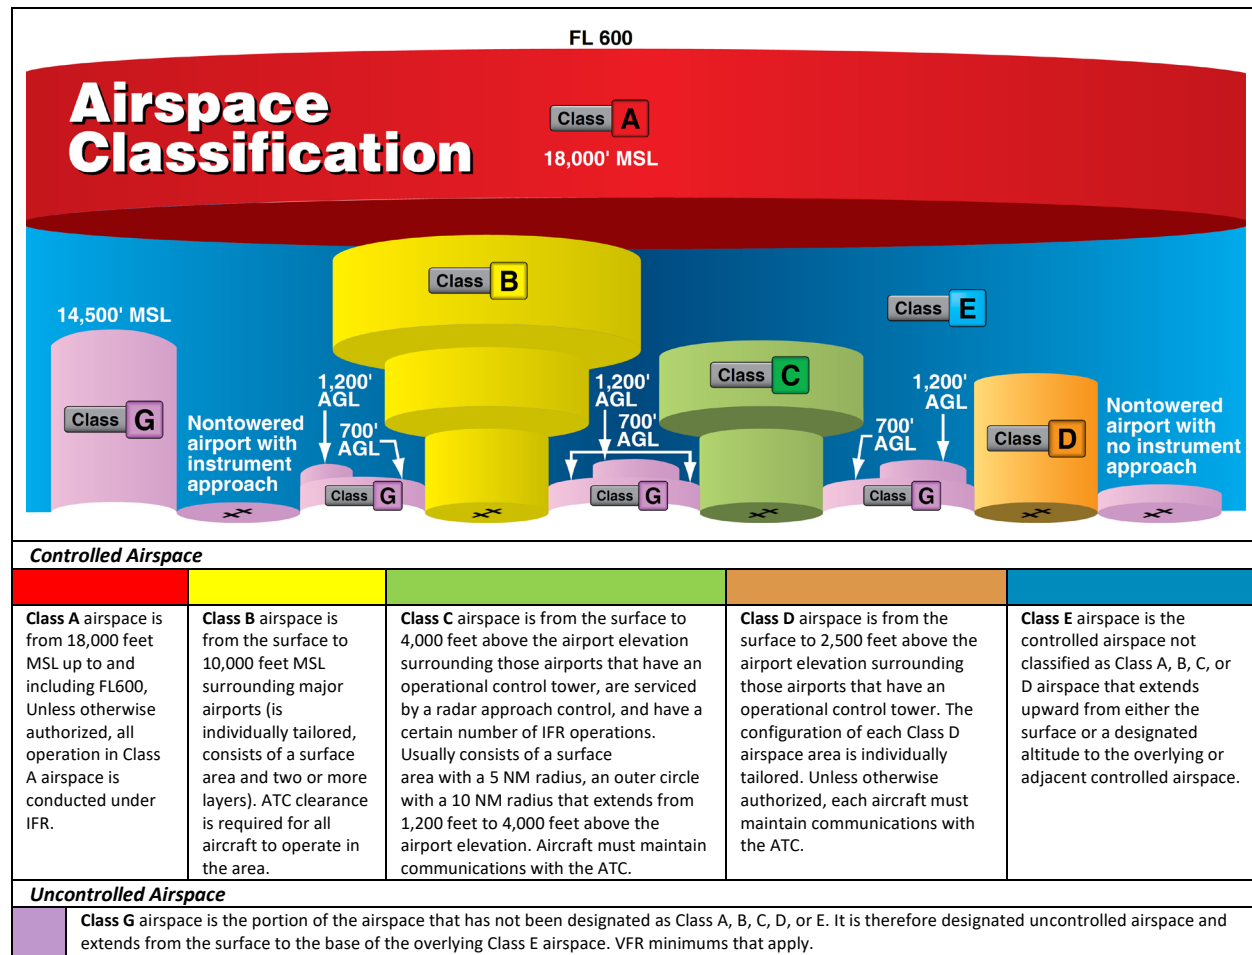 FL 600
Airspace
Classification
Class A
18,000' MSL
Class B
Class E
14,500' MSL
Class C
1,200'
AGL
1,200'
AGL
1,200'
AGL
Class G
Nontowered
airport with
instrument
approach
700'
AGL
700'
AGL
700'
AGL
Class D
Nontowered
airport with
no instrument
approach
Class G
Class G
Class G
Controlled Airspace
Class A airspace is
from 18,000 feet
MSL up to and
including FL600,
Unless otherwise
authorized, all
operation in Class
A airspace is
conducted under
IFR.
Class B airspace is
from the surface to
10,000 feet MSL
surrounding major
airports (is
individually tailored,
consists of a surface
area and two or more
layers). ATC clearance
is required for all
aircraft to operate in
the area.
Class C airspace is from the surface to
4,000 feet above the airport elevation
surrounding those airports that have an
operational control tower, are serviced
by a radar approach control, and have a
certain number of IFR operations.
Usually consists of a surface
area with a 5 NM radius, an outer circle
with a 10 NM radius that extends from
1,200 feet to 4,000 feet above the
airport elevation. Aircraft must maintain
communications with the ATC.
Class D airspace is from the
surface to 2,500 feet above the
airport elevation surrounding
those airports that have an
operational control tower. The
configuration of each Class D
airspace area is individually
tailored. Unless otherwise
authorized, each aircraft must
maintain communications with
the ATC.
Class E airspace is the
controlled airspace not
classified as Class A, B, C, or
D airspace that extends
upward from either the
surface or a designated
altitude to the overlying or
adjacent controlled airspace.
Uncontrolled Airspace
Class G airspace is the portion of the airspace that has not been designated as Class A, B, C, D, or E. It is therefore designated uncontrolled airspace and
extends from the surface to the base of the overlying Class E airspace. VFR minimums that apply.